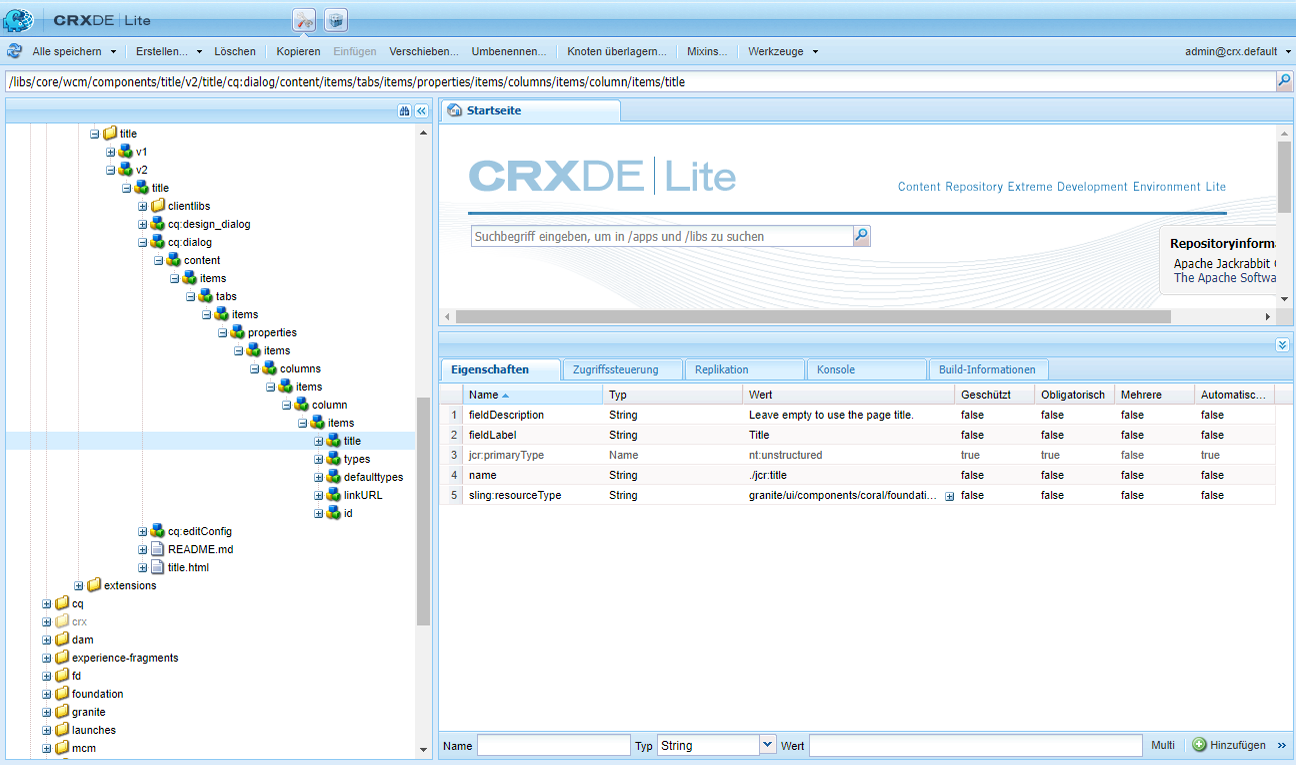 CRXDE | Lite
Alle speichern Erstellen... Löschen Kopieren Einfügen Verschieben... Umbenennen... Knoten überlagern... Mixins... Werkzeuge admin@crx.default
/libs/core/wcm/components/title/v2/title/cq:dialog/content/items/tabs/items/properties/items/columns/items/column/items/title
title
v1
v2
title
clientlibs
cq:design_dialog
cq:dialog
content
items
tabs
items
properties
items
columns
items
column
items
title
types
defaulttypes
linkURL
id
cq:editConfig
README.md
title.html
extensions
cq
crx
dam
experience-fragments
fd
foundation
granite
launches
mcm
Startseite
CRXDE | Lite
Content Repository Extreme Development Environment Lite
Suchbegriff eingeben, um in /apps und /libs zu suchen
Repositoryinforma
Apache Jackrabbit
The Apache Softwa
Eigenschaften Zugriffssteuerung Replikation Konsole Build-Informationen
Name Typ Wert Geschützt Obligatorisch Mehrere Automatisc...
1 fieldDescription String Leave empty to use the page title. false false false false
2 fieldLabel String Title false false false false
3 jcr:primaryType Name nt:unstructured true true false true
4 name String ./jcr:title false false false false
5 sling:resourceType String granite/ui/components/coral/foundati... false false false false
Name Typ String Wert Multi Hinzufügen »